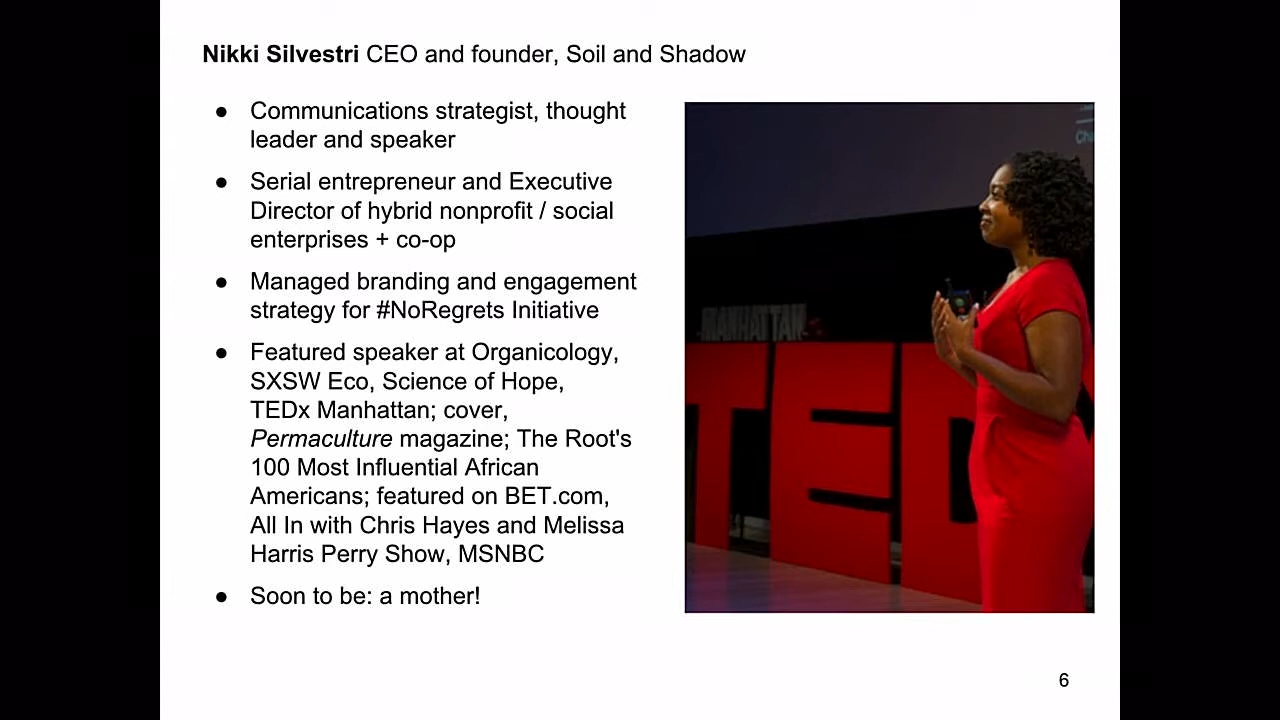 Nikki Silvestri CEO and founder, Soil and Shadow
● Communications strategist, thought
leader and speaker
● Serial entrepreneur and Executive
Director of hybrid nonprofit / social
enterprises + co-op
● Managed branding and engagement
strategy for #NoRegrets Initiative
● Featured speaker at Organicology,
SXSW Eco, Science of Hope,
TEDx Manhattan; cover,
Permaculture magazine; The Root's
100 Most Influential African
Americans; featured on BET.com,
All In with Chris Hayes and Melissa
Harris Perry Show, MSNBC
● Soon to be: a mother!
MANHATTAN
TED
6